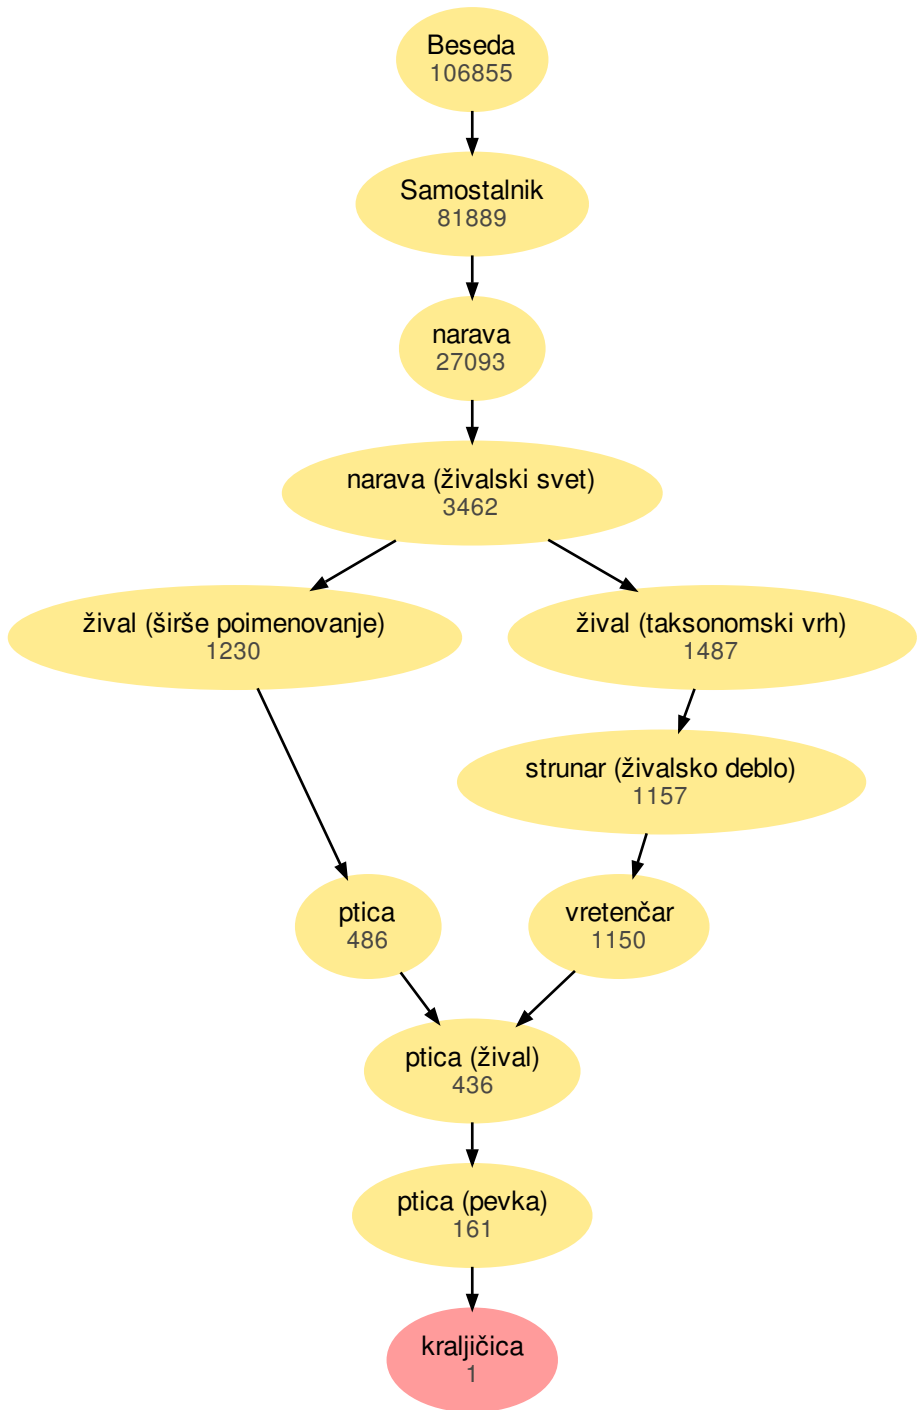 Beseda
106855
Samostalnik
81889
narava
27093
narava (živalski svet)
3462
žival (širše poimenovanje)
1230
žival (taksonomski vrh)
1487
strunar (živalsko deblo)
1157
ptica
486
vretenčar
1150
ptica (žival)
436
ptica (pevka)
161
kraljičica
1